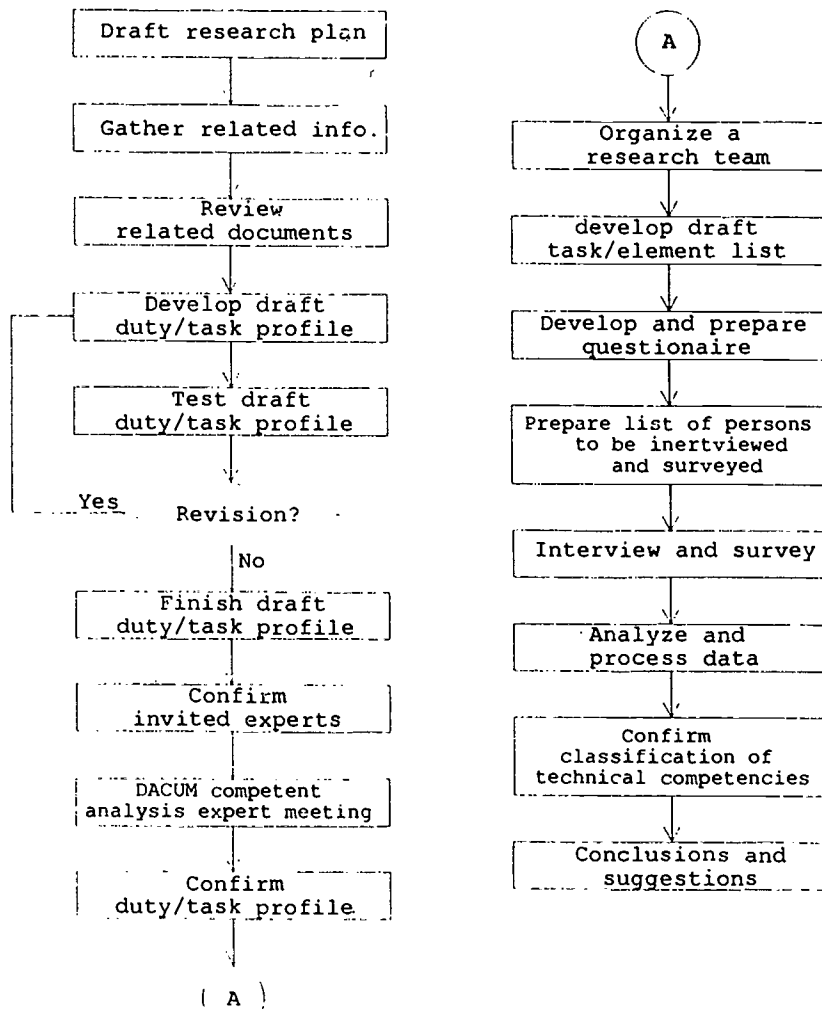 Draft research plan
Gather related info.
Review
related documents
Develop draft
duty/task profile
Test draft
duty/task profile
Yes
Revision?
No
Finish draft
duty/task profile
Confirm
invited experts
DACUM competent
analysis expert meeting
Confirm
duty/task profile
( A )
A
Organize a
research team
develop draft
task/element list
Develop and prepare
questionaire
Prepare list of persons
to be inertviewed
and surveyed
Interview and survey
Analyze and
process data
Confirm
classification of
technical competencies
Conclusions and
suggestions